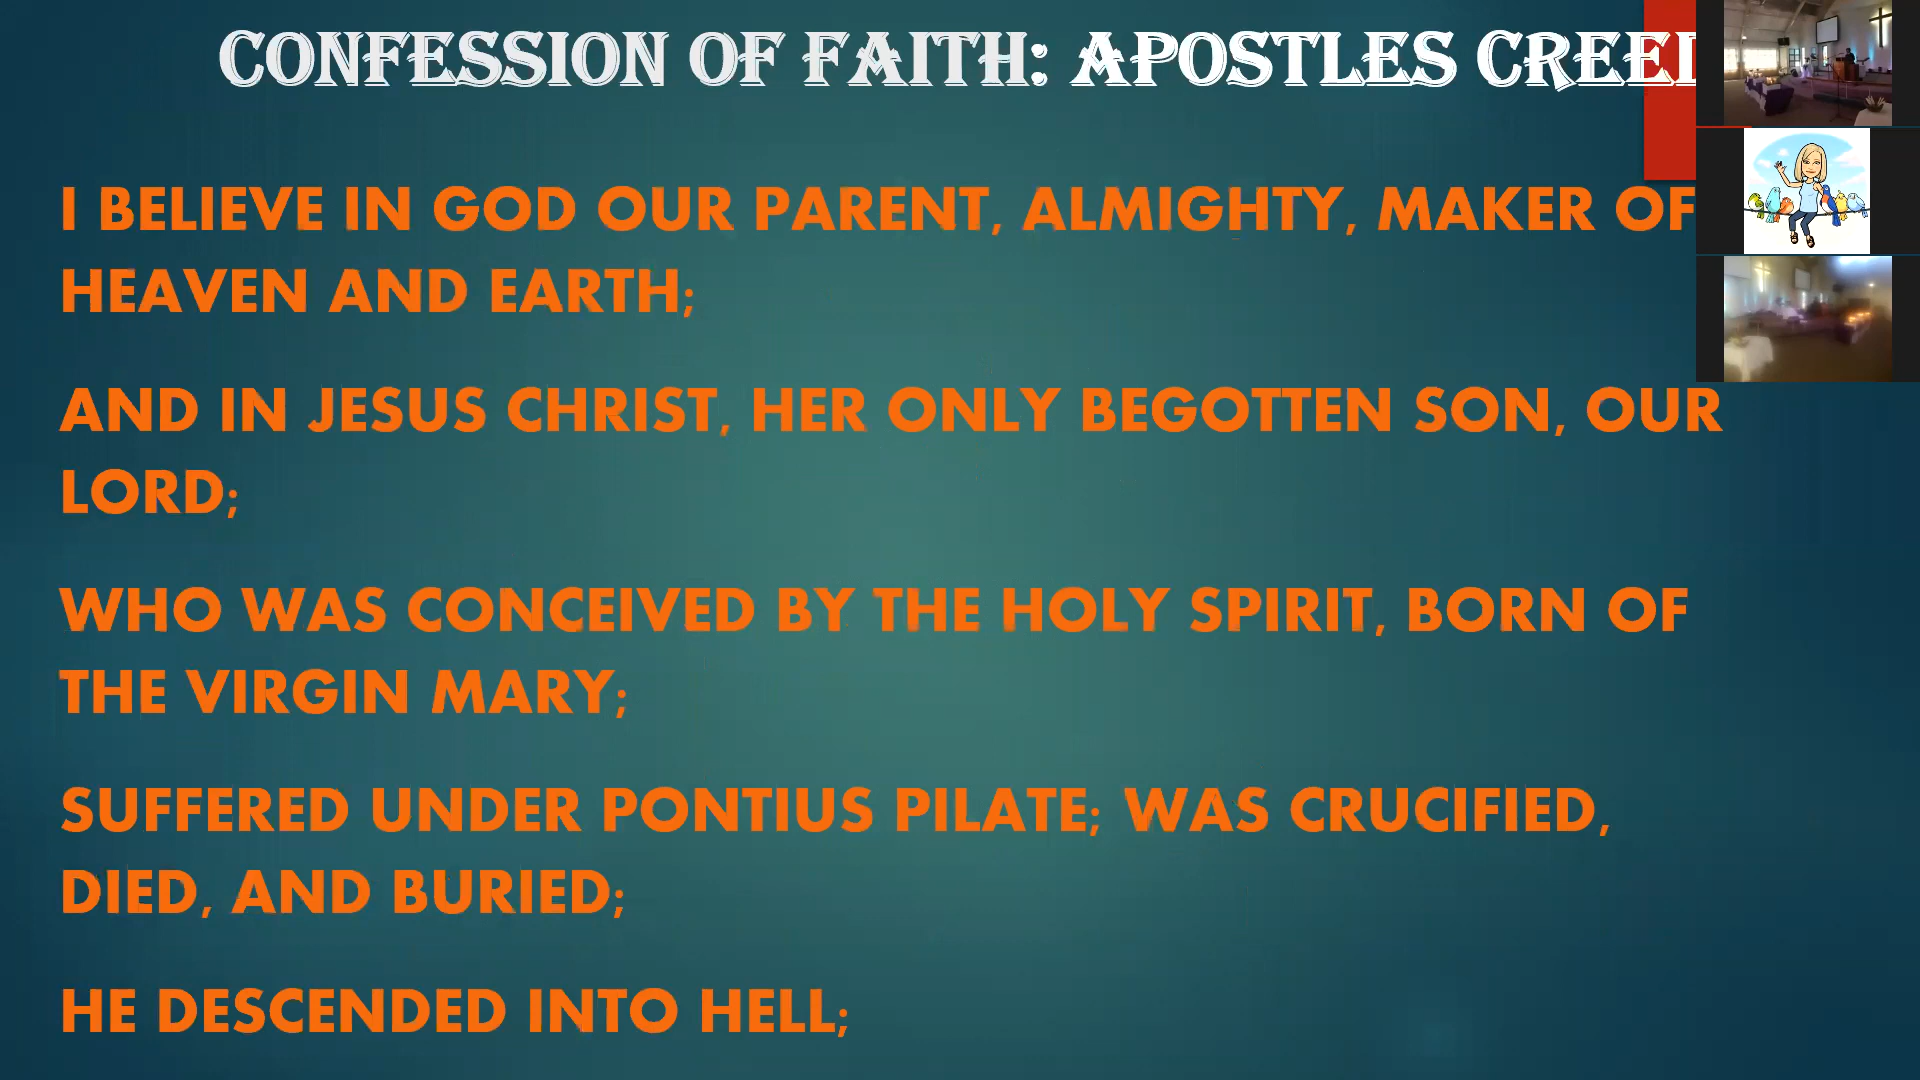 CONFESSION OF FAITH: APOSTLES CREED
I BELIEVE IN GOD OUR PARENT, ALMIGHTY, MAKER OF
HEAVEN AND EARTH;
AND IN JESUS CHRIST, HER ONLY BEGOTTEN SON, OUR
LORD;
WHO WAS CONCEIVED BY THE HOLY SPIRIT, BORN OF
THE VIRGIN MARY;
SUFFERED UNDER PONTIUS PILATE; WAS CRUCIFIED,
DIED, AND BURIED;
HE DESCENDED INTO HELL;